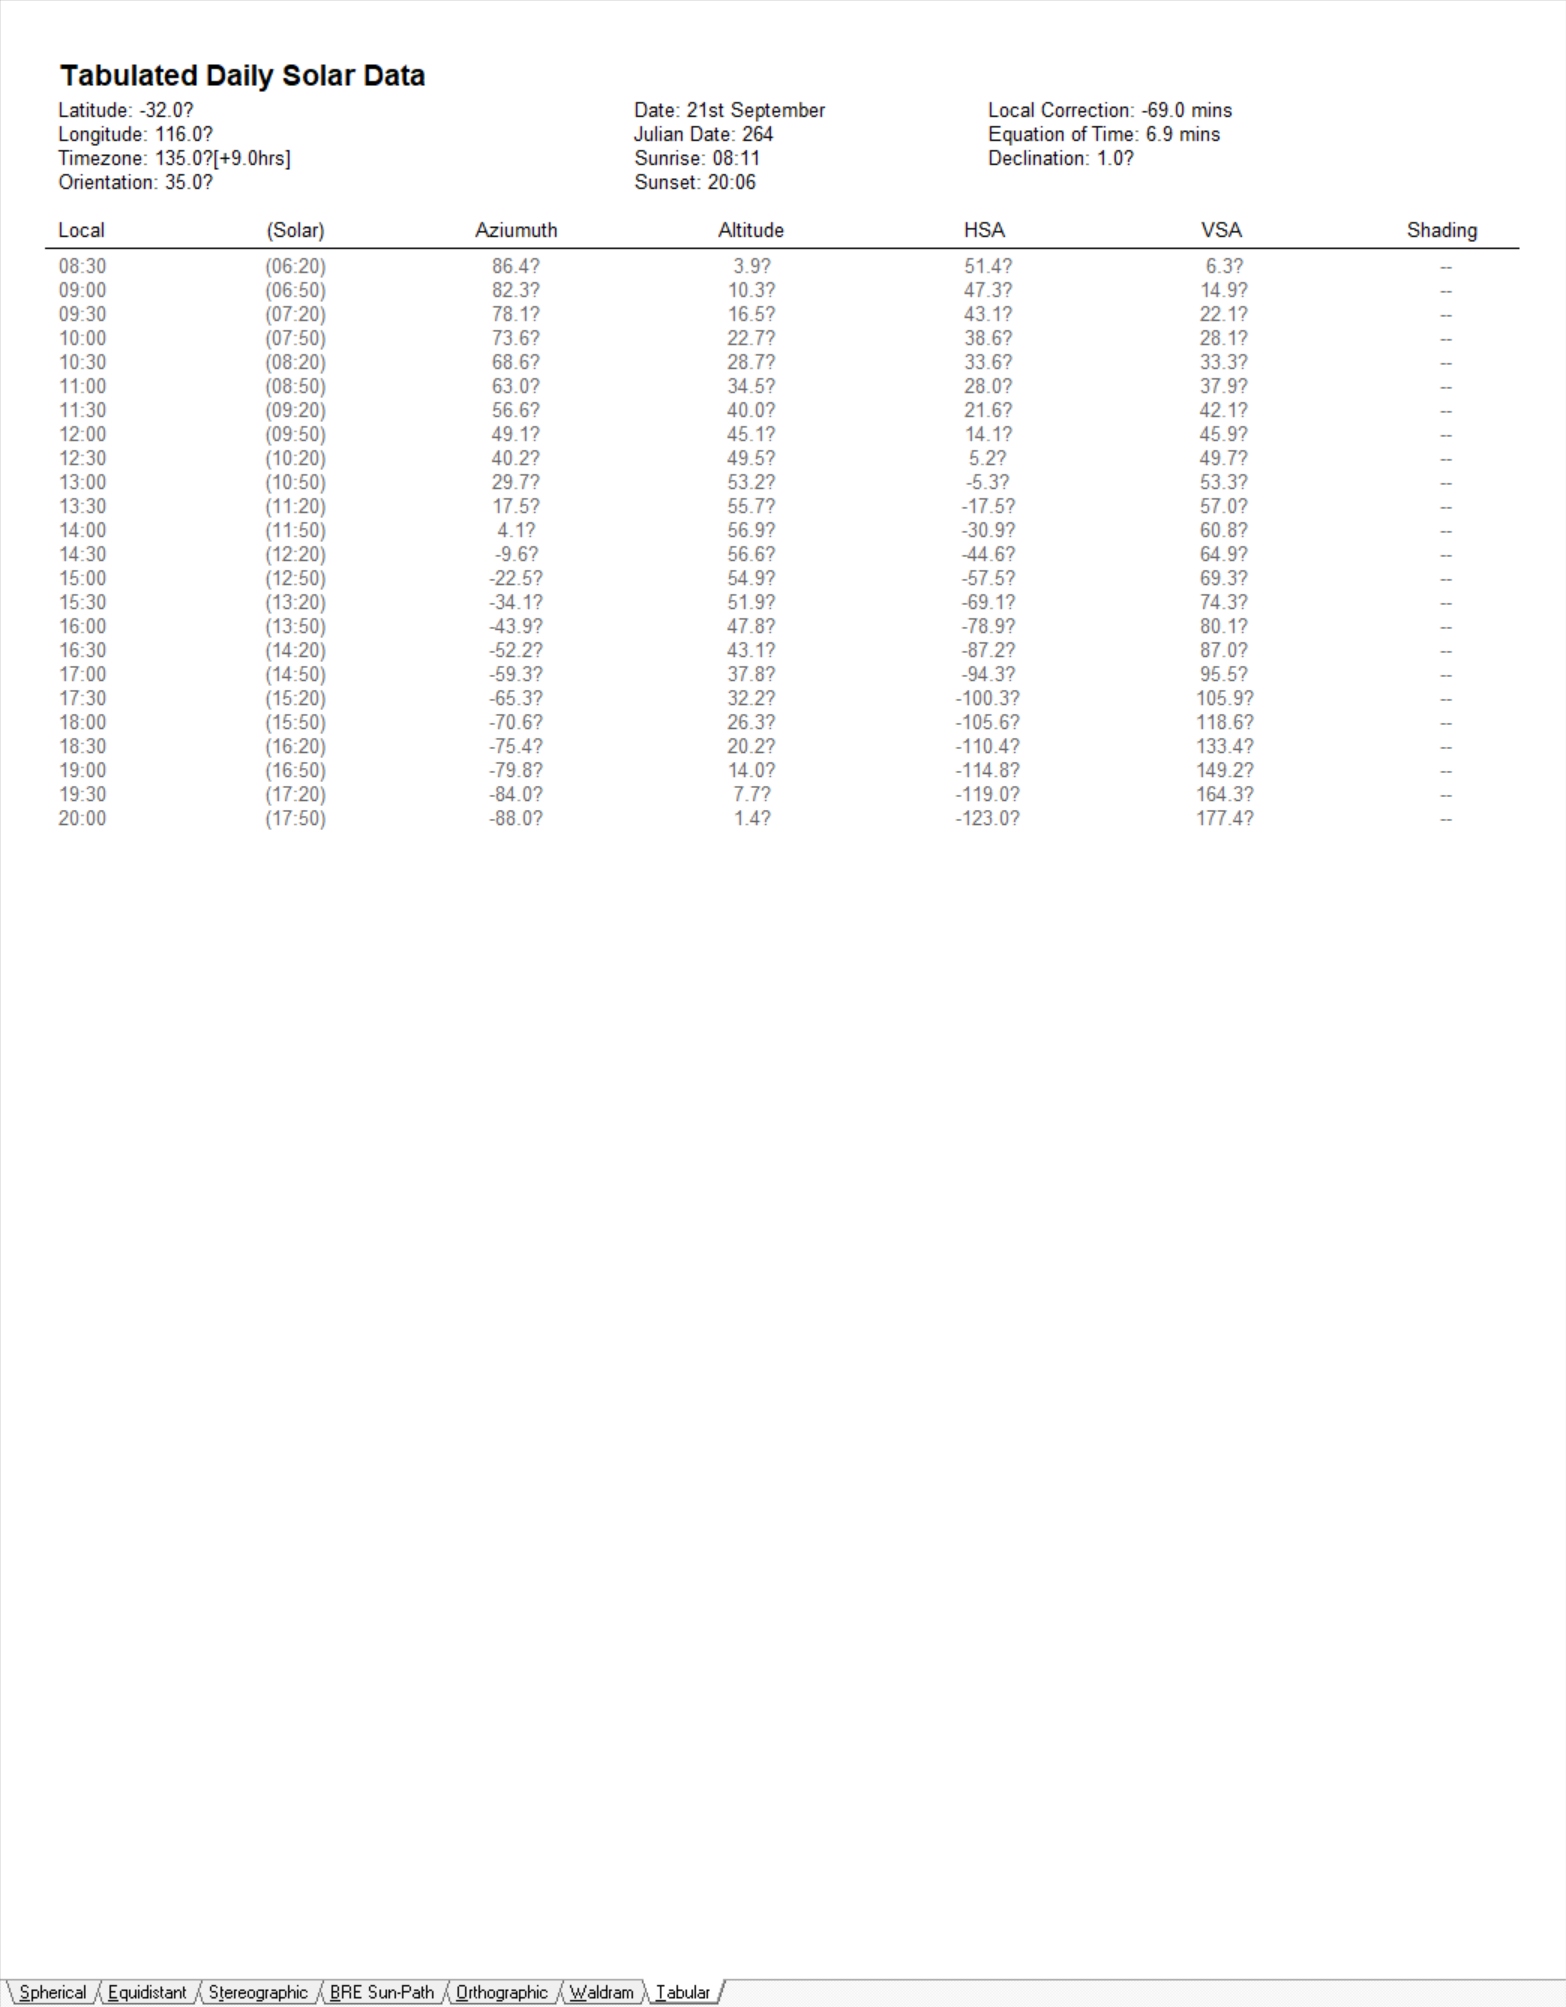 Tabulated Daily Solar Data
Latitude: -32.0? Date: 21st September Local Correction: -69.0 mins
Longitude: 116.0? Julian Date: 264 Equation of Time: 6.9 mins
Timezone: 135.0?[+9.0hrs] Sunrise: 08:11 Declination: 1.0?
Orientation: 35.0? Sunset: 20:06
Local (Solar) Aziumuth Altitude HSA VSA Shading
08:30 (06:20) 86.4? 3.9? 51.4? 6.3? --
09:00 (06:50) 82.3? 10.3? 47.3? 14.9? --
09:30 (07:20) 78.1? 16.5? 43.1? 22.1? --
10:00 (07:50) 73.6? 22.7? 38.6? 28.1? --
10:30 (08:20) 68.6? 28.7? 33.6? 33.3? --
11:00 (08:50) 63.0? 34.5? 28.0? 37.9? --
11:30 (09:20) 56.6? 40.0? 21.6? 42.1? --
12:00 (09:50) 49.1? 45.1? 14.1? 45.9? --
12:30 (10:20) 40.2? 49.5? 5.2? 49.7? --
13:00 (10:50) 29.7? 53.2? -5.3? 53.3? --
13:30 (11:20) 17.5? 55.7? -17.5? 57.0? --
14:00 (11:50) 4.1? 56.9? -30.9? 60.8? --
14:30 (12:20) -9.6? 56.6? -44.6? 64.9? --
15:00 (12:50) -22.5? 54.9? -57.5? 69.3? --
15:30 (13:20) -34.1? 51.9? -69.1? 74.3? --
16:00 (13:50) -43.9? 47.8? -78.9? 80.1? --
16:30 (14:20) -52.2? 43.1? -87.2? 87.0? --
17:00 (14:50) -59.3? 37.8? -94.3? 95.5? --
17:30 (15:20) -65.3? 32.2? -100.3? 105.9? --
18:00 (15:50) -70.6? 26.3? -105.6? 118.6? --
18:30 (16:20) -75.4? 20.2? -110.4? 133.4? --
19:00 (16:50) -79.8? 14.0? -114.8? 149.2? --
19:30 (17:20) -84.0? 7.7? -119.0? 164.3? --
20:00 (17:50) -88.0? 1.4? -123.0? 177.4? --
Spherical Equidistant Stereographic BRE Sun-Path Orthographic Waldram Tabular